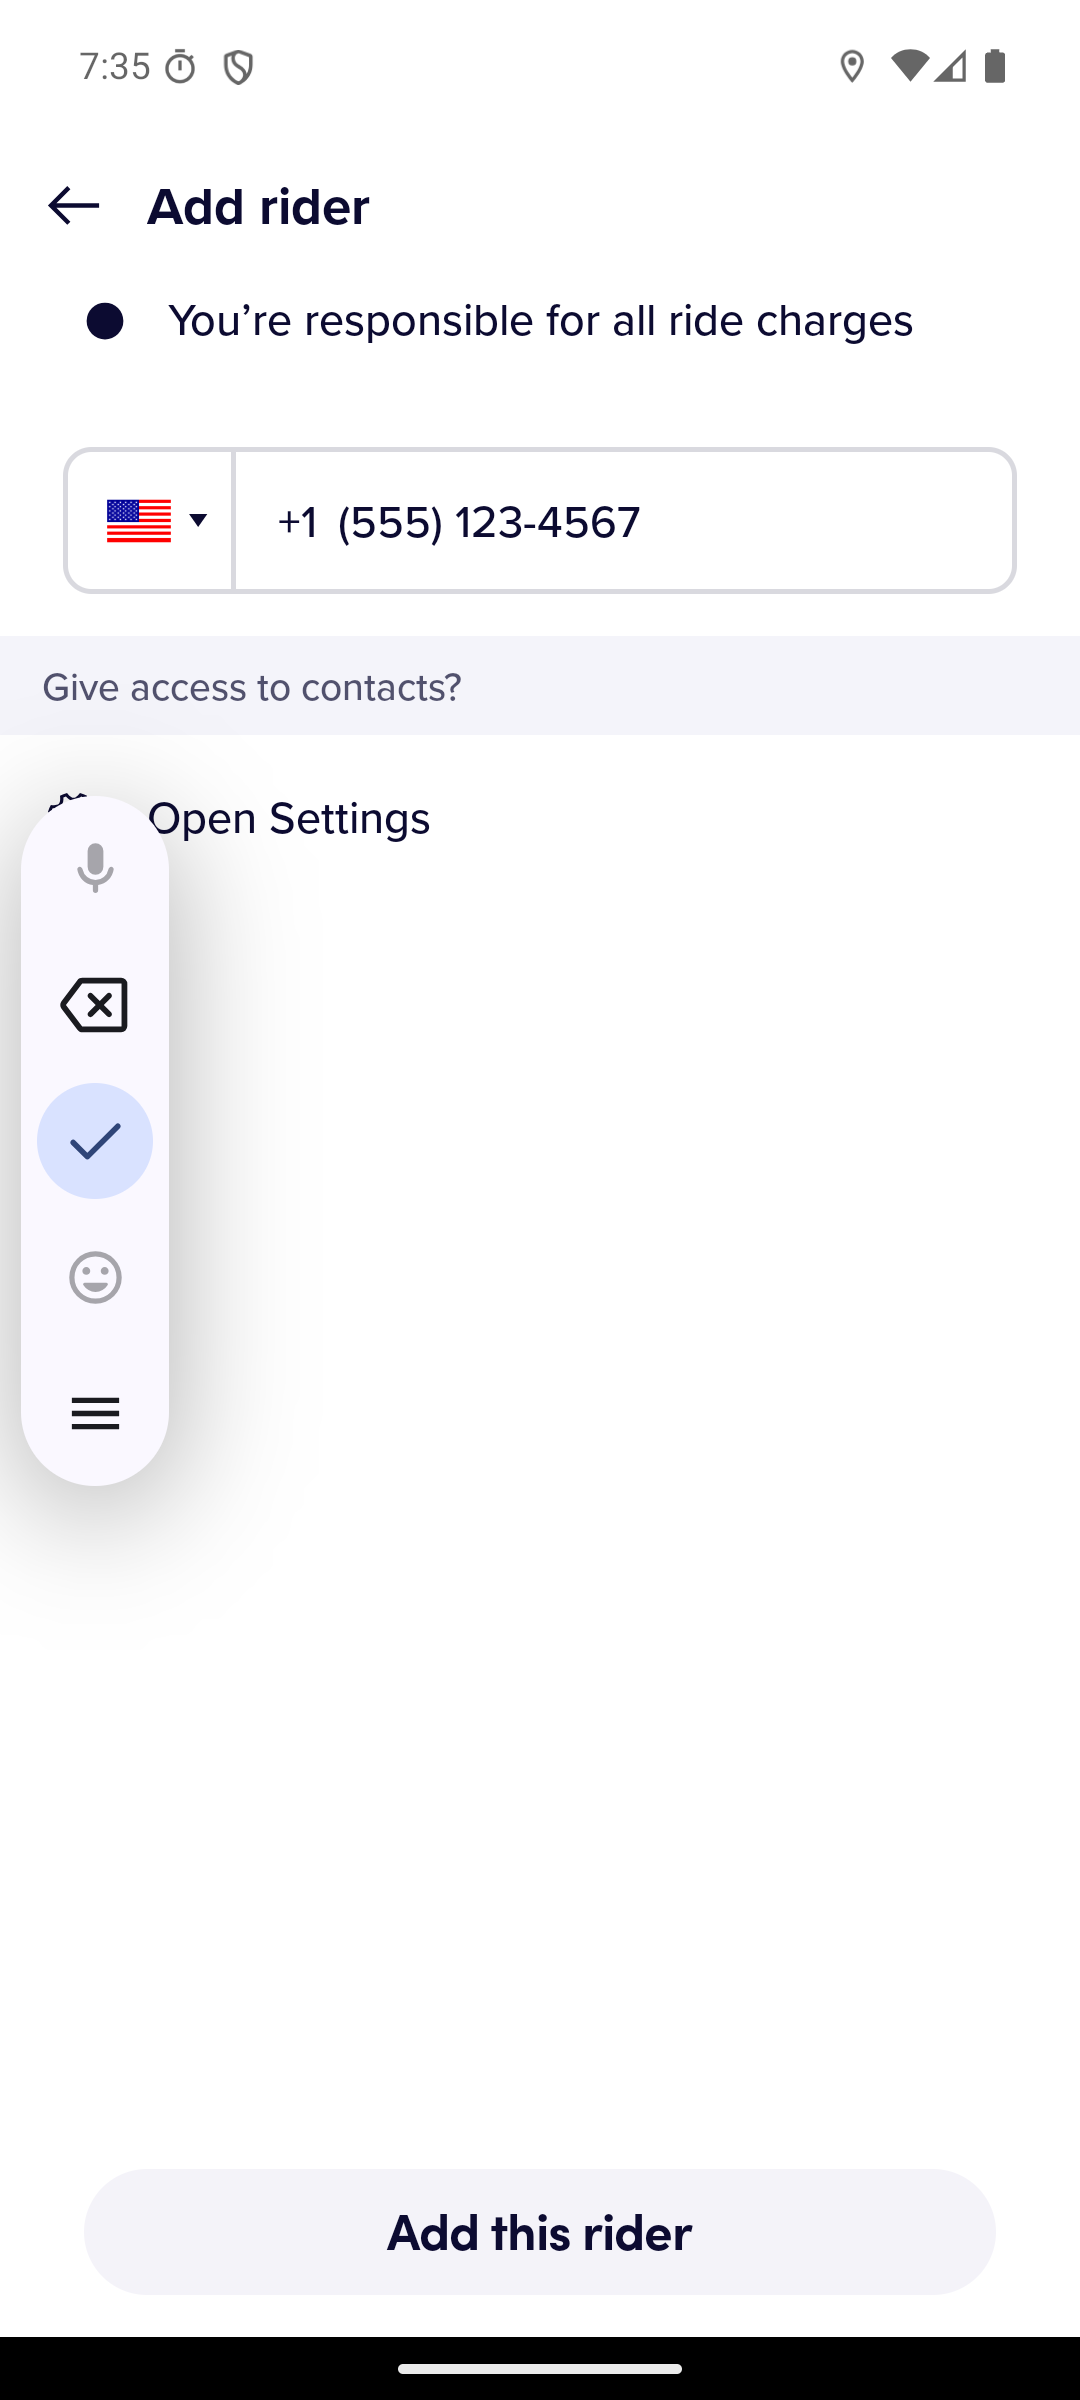 7:35
Add rider
You’re responsible for all ride charges
+1 (555) 123-4567
Give access to contacts?
Open Settings
Add this rider